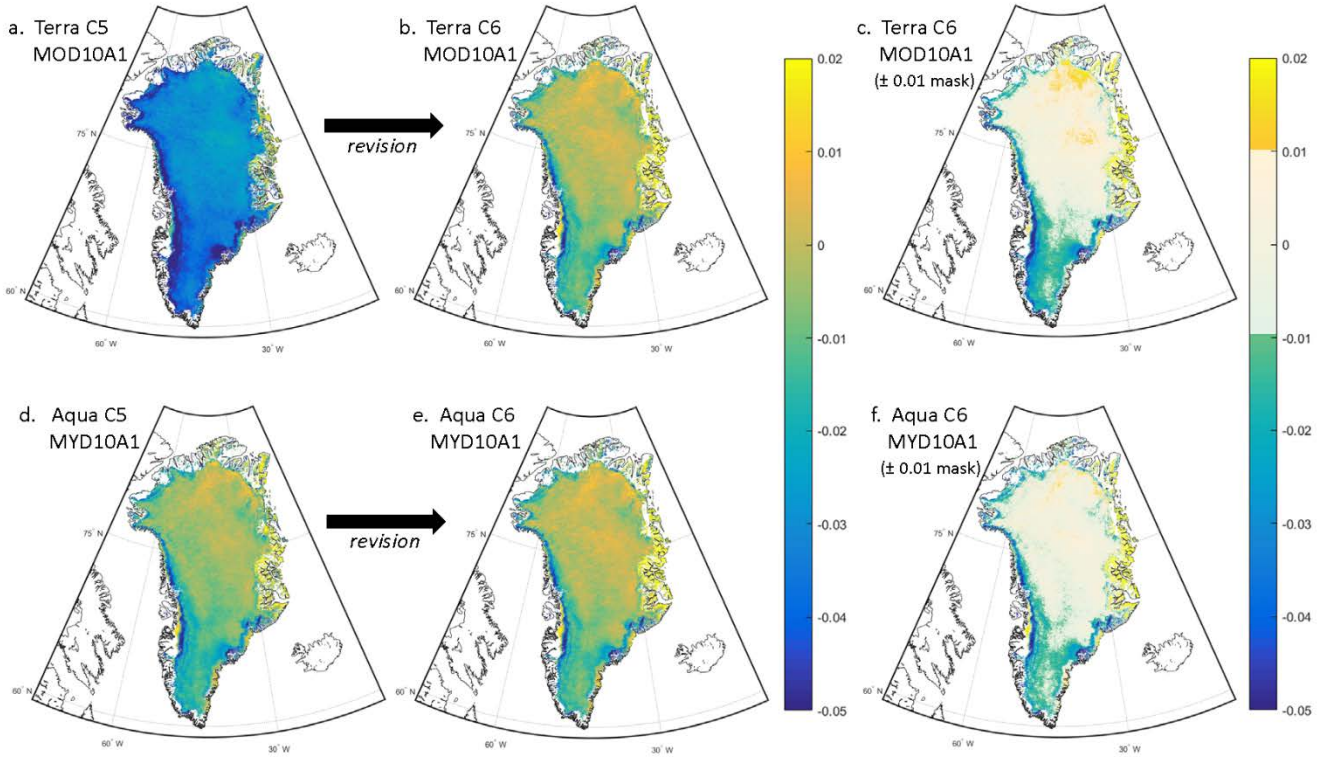 a. Terra C5
MOD10A1
b. Terra C6
MOD10A1
c. Terra C6
MOD10A1
(± 0.01 mask)
revision
75° N
60° N
60° W
30° W
75° N
60° N
60° W
30° W
75° N
60° N
60° W
30° W
0.02
0.01
0
-0.01
-0.02
-0.03
-0.04
-0.05
0.02
0.01
0
-0.01
-0.02
-0.03
-0.04
-0.05
d. Aqua C5
MYD10A1
e. Aqua C6
MYD10A1
f. Aqua C6
MYD10A1
(± 0.01 mask)
revision
75° N
60° N
60° W
30° W
75° N
60° N
60° W
30° W
75° N
60° N
60° W
30° W